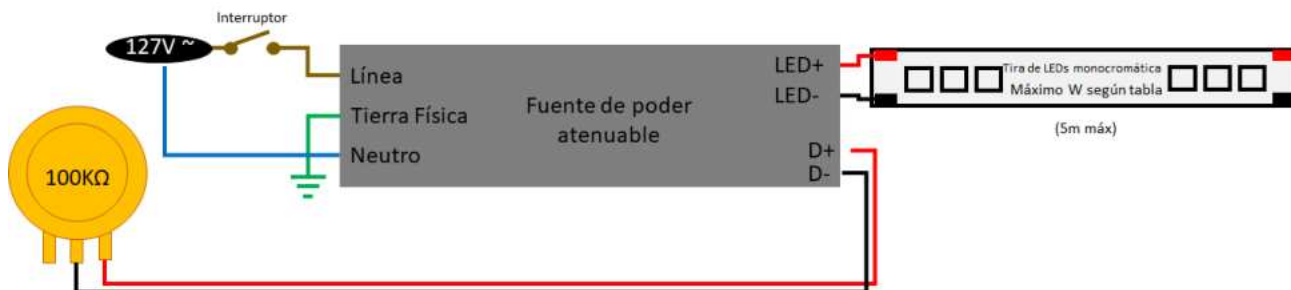 Interruptor
127V ~
Línea
Tierra Física
Neutro
Fuente de poder
atenuable
LED+
LED-
D+
D-
Tira de LEDs monocromática
Máximo W según tabla
(5m máx)
100KΩ